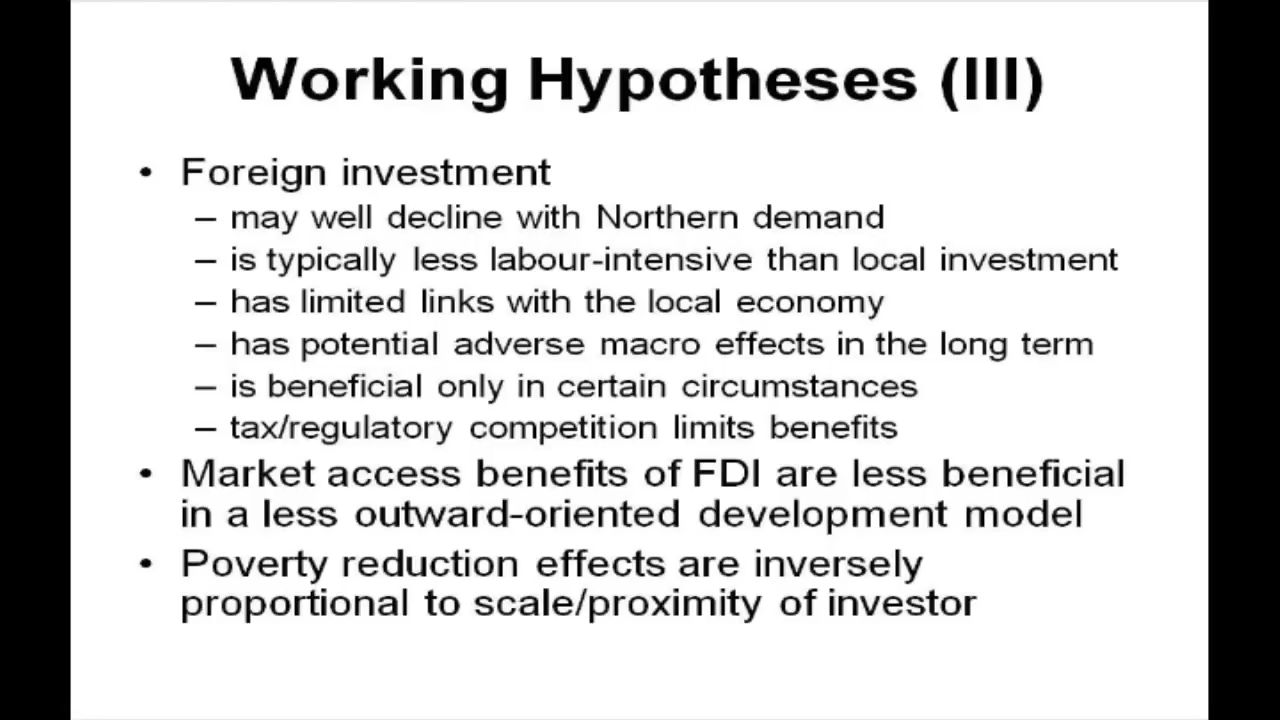 Working Hypotheses (III)
• Foreign investment
– may well decline with Northern demand
– is typically less labour-intensive than local investment
– has limited links with the local economy
– has potential adverse macro effects in the long term
– is beneficial only in certain circumstances
– tax/regulatory competition limits benefits
• Market access benefits of FDI are less beneficial
in a less outward-oriented development model
• Poverty reduction effects are inversely
proportional to scale/proximity of investor